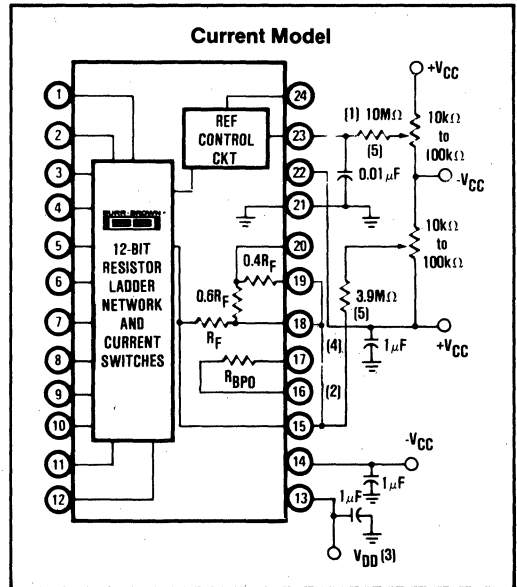 Current Model
+VCC
1
24
REF
CONTROL
CKT
2
23
(1) 10MΩ
(5)
10kΩ
to
100kΩ
3
22
0.01μF
-VCC
4
21
BURR-BROWN
5
20
12-BIT
RESISTOR
LADDER
NETWORK
AND
CURRENT
SWITCHES
0.4RF
10kΩ
to
100kΩ
6
19
0.6RF
3.9MΩ
(5)
7
18
RF
(4)
1μF
+VCC
8
17
RBPO
(2)
9
16
10
15
11
14
-VCC
1μF
12
13
1μF
VDD (3)